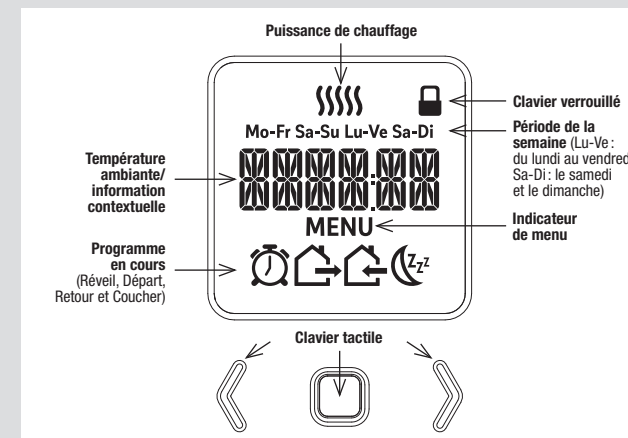 Puissance de chauffage
Clavier verrouillé
Mo-Fr Sa-Su Lu-Ve Sa-Di
Période de la
semaine (Lu-Ve :
du lundi au vendred
Sa-Di : le samedi
et le dimanche)
Température
ambiante/
information
contextuelle
MENU
Indicateur
de menu
Programme
en cours
(Réveil, Départ,
Retour et Coucher)
Zzz
Clavier tactile